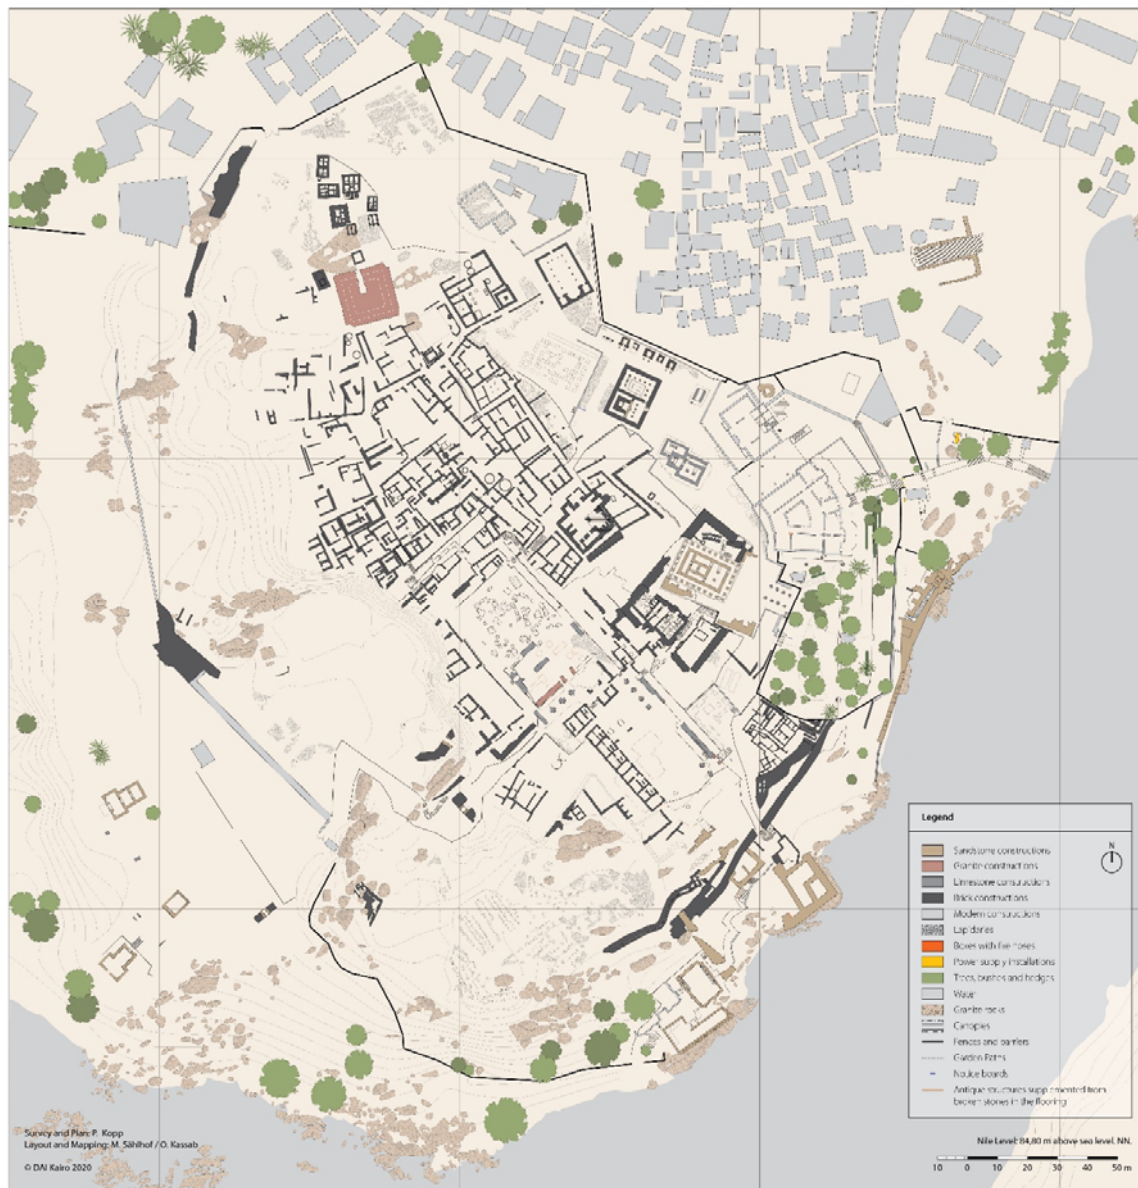 Legend
N
Sandstone constructions
Granite constructions
Limestone constructions
Brick constructions
Modern constructions
Lapidaries
Boxes with fire hoses
Power supply installations
Trees, bushes and hedges
Water
Granite rocks
Canopies
Fences and barriers
Garden Paths
Notice boards
Antique structures supplemented from
broken stones in the flooring
Survey and Plan: P. Kopp
Layout and Mapping: M. Sählhof / O. Kassab
© DAI Kairo 2020
Nile Level: 84,80 m above sea level. NN.
10 0 10 20 30 40 50 m